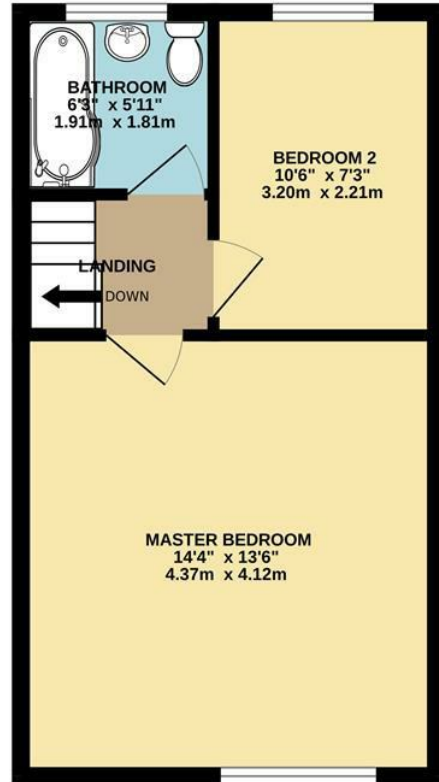 BATHROOM
6'3" x 5'11"
1.91m x 1.81m
BEDROOM 2
10'6" x 7'3"
3.20m x 2.21m
LANDING
DOWN
MASTER BEDROOM
14'4" x 13'6"
4.37m x 4.12m